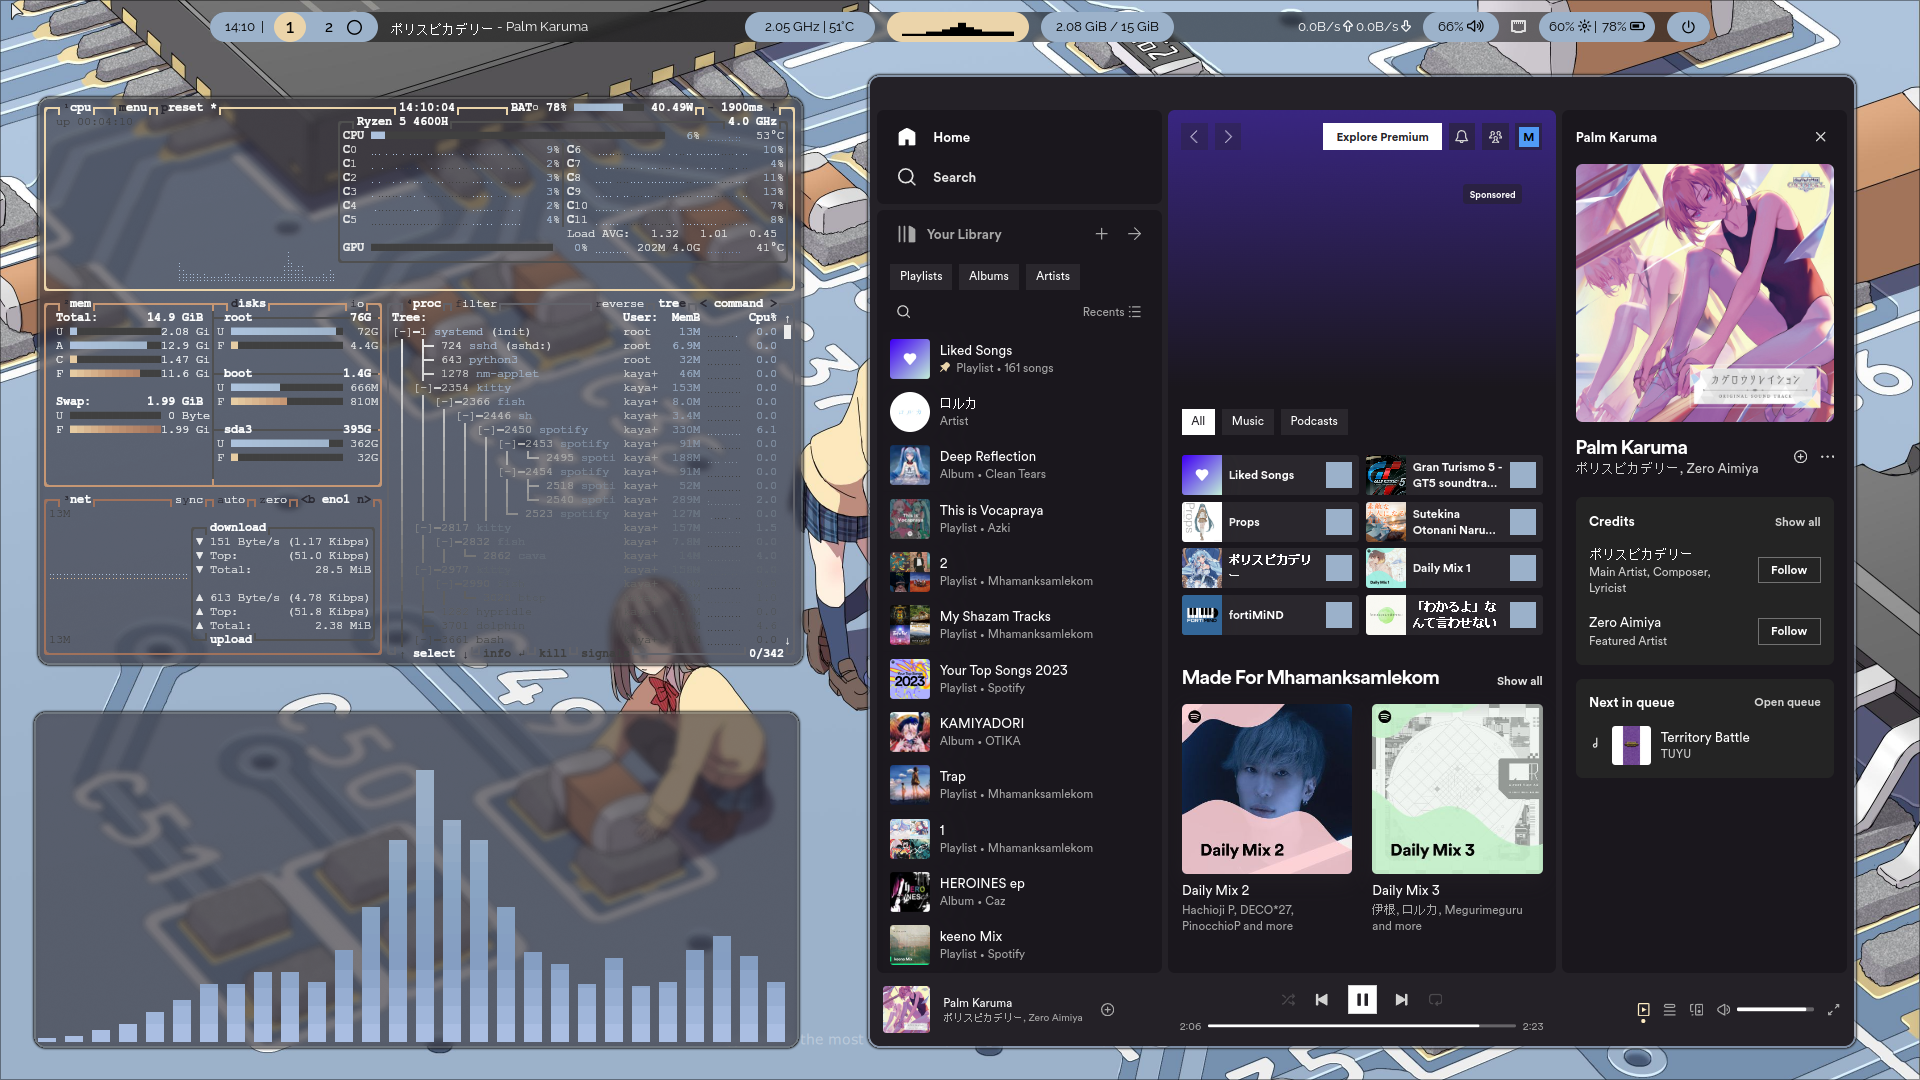 14:10 |
1
2
ポリスピカデリー - Palm Karuma
2.05 GHz | 51°C
2.08 GiB / 15 GiB
0.0B/s 0.0B/s
66%
60% | 78%
cpu menu reset *
14:10:04
BAT 78% 40.49W
- 1900ms +
up 00:04:10
Ryzen 5 4600H 4.0 GHz
CPU 6% 53°C
C0 9% C6 10%
C1 2% C7 4%
C2 3% C8 11%
C3 3% C9 13%
C4 2% C10 7%
C5 4% C11 8%
Load AVG: 1.32 1.01 0.45
GPU 0% 202M 4.0G 41°C
mem
Total: 14.9 GiB
U 2.08 Gi
A 12.9 Gi
C 1.47 Gi
F 11.6 Gi
Swap: 1.99 GiB
U 0 Byte
F 1.99 Gi
disks io
root 76G
U 72G
F 4.4G
boot 1.4G
U 666M
F 810M
sda3 395G
U 362G
F 32G
net sync auto zero <b eno1 n>
13M
download
▼ 151 Byte/s (1.17 Kibps)
▼ Top: (51.0 Kibps)
▼ Total: 28.5 MiB
▲ 613 Byte/s (4.78 Kibps)
▲ Top: (51.8 Kibps)
▲ Total: 2.38 MiB
upload
13M
proc filter reverse tree < command >
Tree: User: MemB Cpu% ↑
[-]─1 systemd (init) root 13M 0.0
724 sshd (sshd:) root 6.9M 0.0
643 python3 root 32M 0.0
1278 nm-applet kaya+ 46M 0.0
[-]─2354 kitty kaya+ 153M 0.0
[-]─2366 fish kaya+ 8.0M 0.0
[-]─2446 sh kaya+ 3.4M 0.0
[-]─2450 spotify kaya+ 330M 6.1
[-]─2453 spotify kaya+ 91M 0.0
2495 spoti kaya+ 188M 0.0
[-]─2454 spotify kaya+ 91M 0.0
2518 spoti kaya+ 52M 0.0
2540 spoti kaya+ 289M 2.0
2523 spotify kaya+ 127M 0.0
[-]─2817 kitty kaya+ 1.5
[-]─2832 fish kaya+ 0.0
2862 cava kaya+ 4.0
[-]─2977
bash 0.0 ↓
select ↓ info kill signa 0/342
the most
Home
Search
Your Library
Playlists Albums Artists
Recents
Liked Songs
Playlist • 161 songs
ロルカ
Artist
Deep Reflection
Album • Clean Tears
This is Vocapraya
Playlist • Azki
2
Playlist • Mhamanksamlekom
My Shazam Tracks
Playlist • Mhamanksamlekom
Your Top Songs 2023
Playlist • Spotify
KAMIYADORI
Album • OTIKA
Trap
Playlist • Mhamanksamlekom
1
Playlist • Mhamanksamlekom
HEROINES ep
Album • Caz
keeno Mix
Playlist • Spotify
Explore Premium
M
Sponsored
All Music Podcasts
Liked Songs
Gran Turismo 5 -
GT5 soundtra...
Props
Sutekina
Otonani Naru...
ポリスピカデリ
ー
Daily Mix 1
fortiMiND
「わかるよ」な
んて言わせない
Made For Mhamanksamlekom
Show all
Daily Mix 2
Daily Mix 3
Daily Mix 2
Hachioji P, DECO*27,
PinocchioP and more
Daily Mix 3
伊根, ロルカ, Megurimeguru
and more
Palm Karuma
カゲロウリレイション
ORIGINAL SOUND TRACK
Palm Karuma
ポリスピカデリー, Zero Aimiya
Credits
Show all
ポリスピカデリー
Main Artist, Composer,
Lyricist
Follow
Zero Aimiya
Featured Artist
Follow
Next in queue
Open queue
Territory Battle
TUYU
Palm Karuma
ポリスピカデリー, Zero Aimiya
2:06
2:23
C50
C51
49